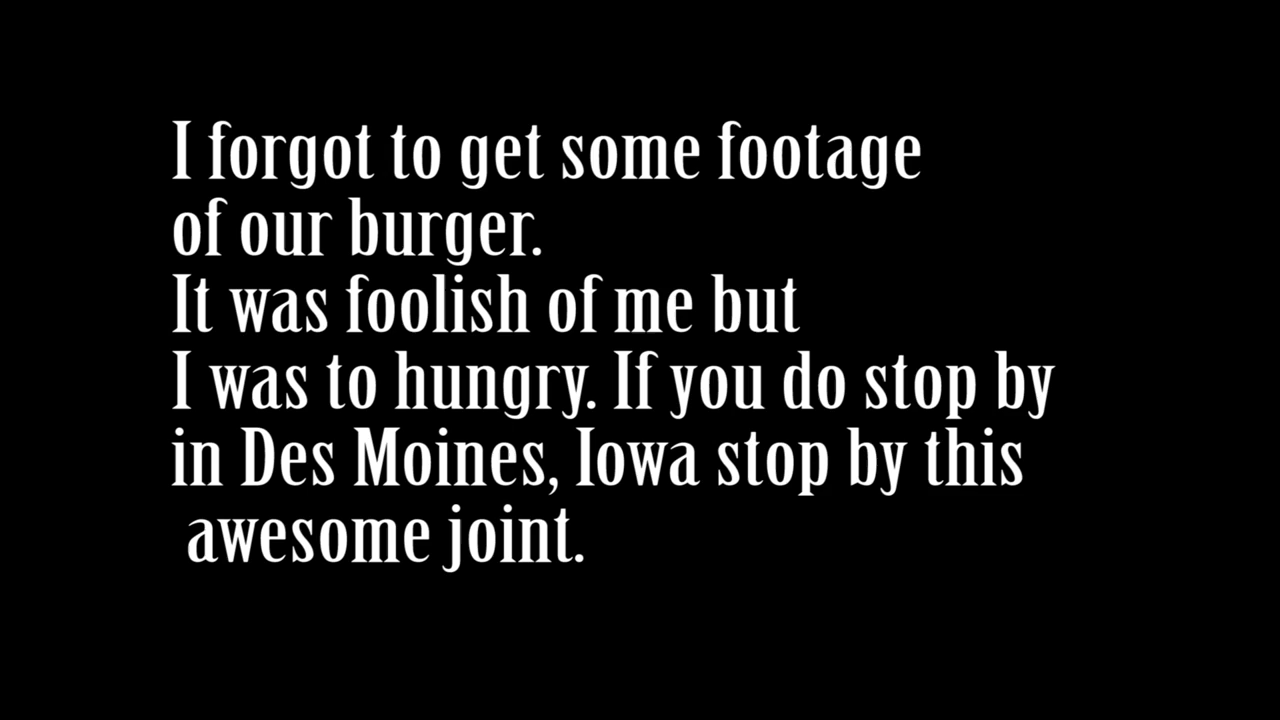 I forgot to get some footage
of our burger.
It was foolish of me but
I was to hungry. If you do stop by
in Des Moines, Iowa stop by this
awesome joint.